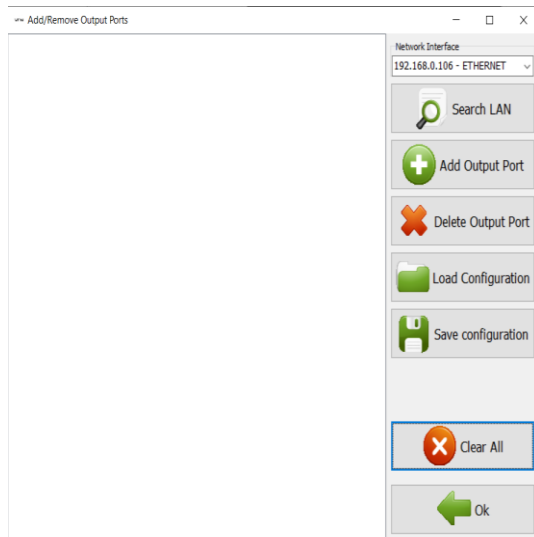 Add/Remove Output Ports
Network Interface
192.168.0.106 - ETHERNET
Search LAN
Add Output Port
Delete Output Port
Load Configuration
Save configuration
Clear All
Ok